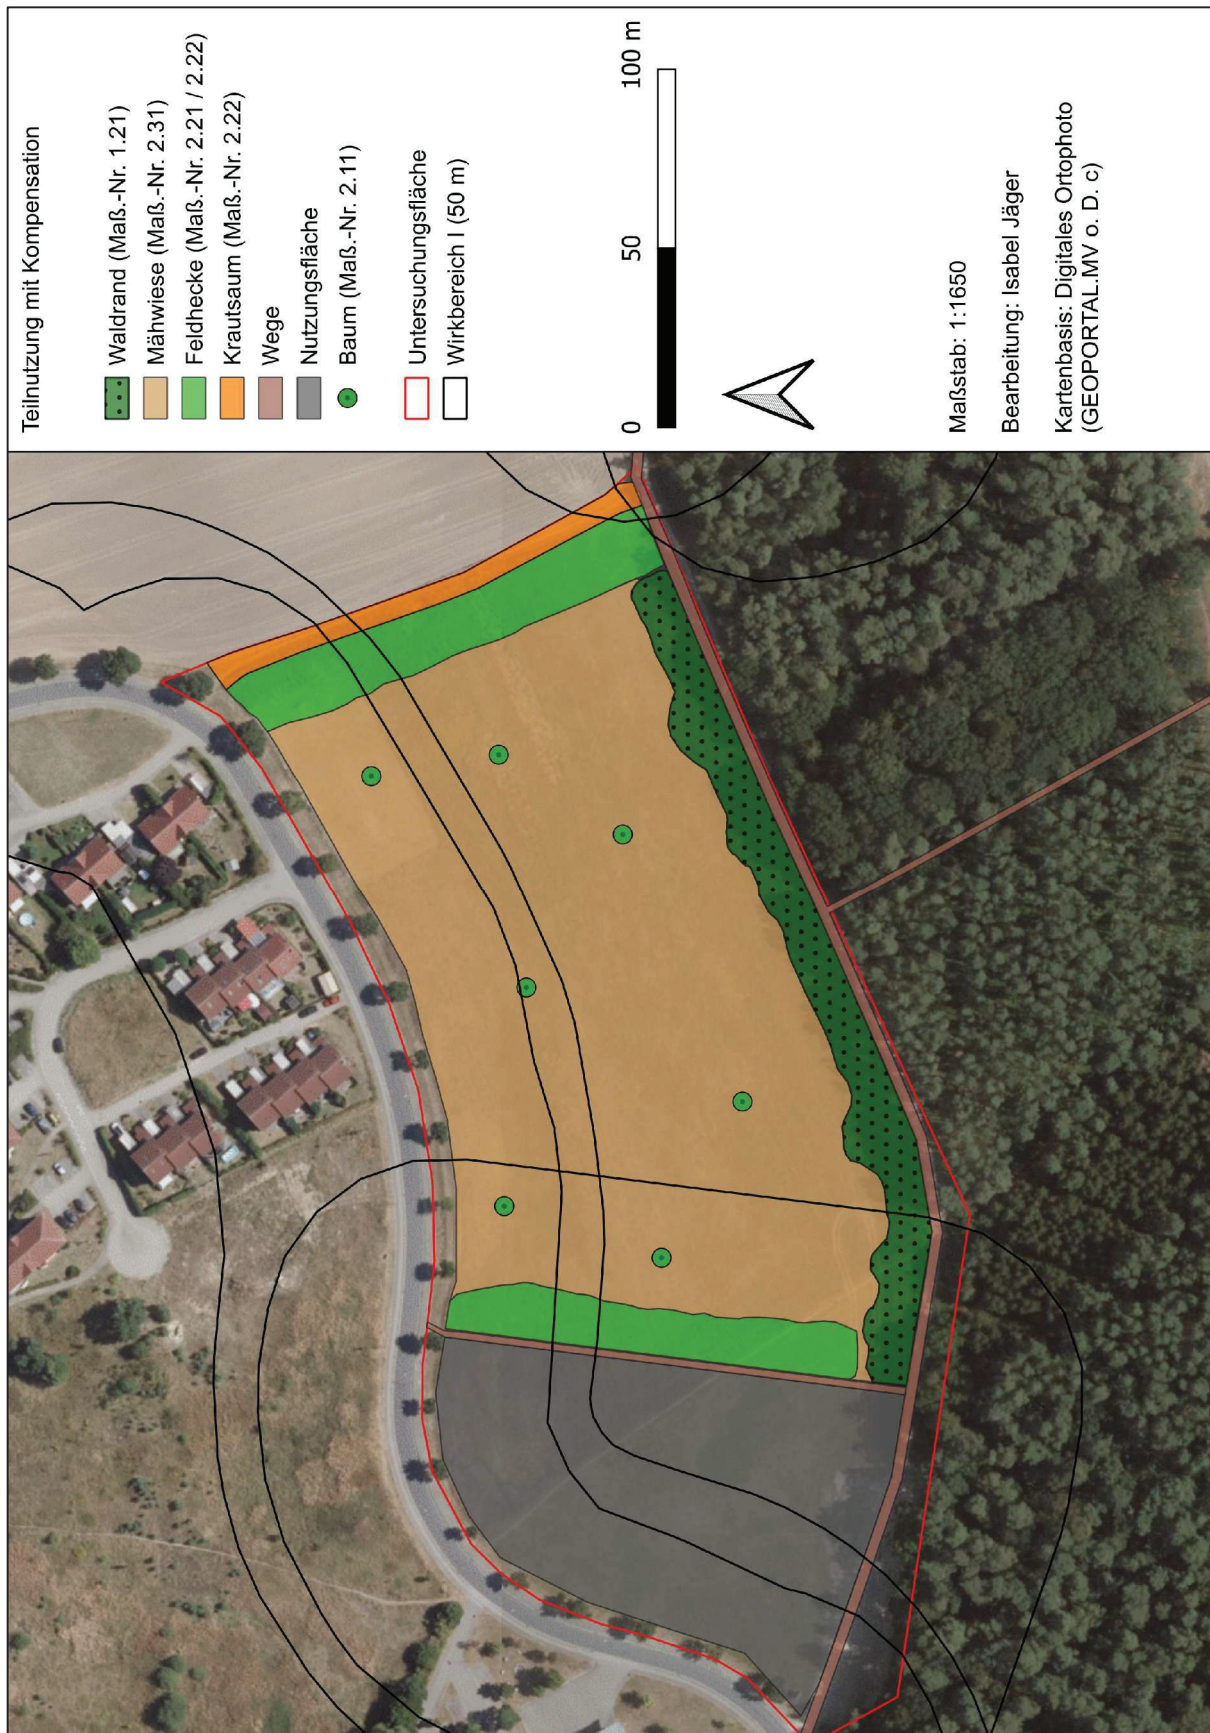 Teilnutzung mit Kompensation
Waldrand (Maß.-Nr. 1.21)
Mähwiese (Maß.-Nr. 2.31)
Feldhecke (Maß.-Nr. 2.21 / 2.22)
Krautsaum (Maß.-Nr. 2.22)
Wege
Nutzungsfläche
Baum (Maß.-Nr. 2.11)
Untersuchungsfläche
Wirkbereich I (50 m)
0 50 100 m
Maßstab: 1:1650
Bearbeitung: Isabel Jäger
Kartenbasis: Digitales Ortophoto
(GEOPORTAL.MV o. D. c)